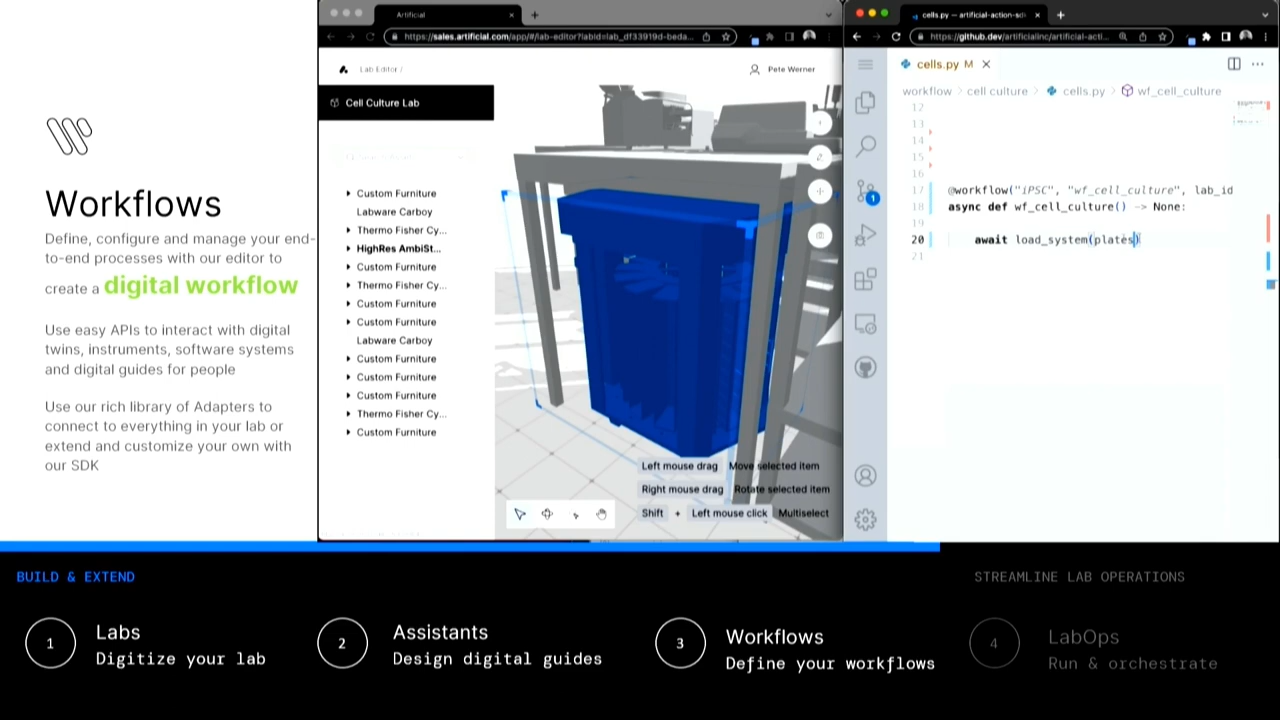 Workflows
Define, configure and manage your end-
to-end processes with our editor to
create a digital workflow
Use easy APIs to interact with digital
twins, instruments, software systems
and digital guides for people
Use our rich library of Adapters to
connect to everything in your lab or
extend and customize your own with
our SDK
Artificial
https://sales.artificial.com/app/#/lab-editor?labId=lab_df33919d-beda...
Lab Editor /
Pete Werner
Cell Culture Lab
Custom Furniture
Labware Carboy
Thermo Fisher Cy...
HighRes AmbiSt...
Custom Furniture
Thermo Fisher Cy...
Custom Furniture
Custom Furniture
Labware Carboy
Custom Furniture
Custom Furniture
Custom Furniture
Thermo Fisher Cy...
Custom Furniture
Left mouse drag Move selected item
Right mouse drag Rotate selected item
Shift + Left mouse click Multiselect
cells.py — artificial-action-sdk
https://github.dev/artificialinc/artificial-acti...
cells.py M
workflow > cell culture > cells.py > wf_cell_culture
12
13
14
15
16
17 @workflow("iPSC", "wf_cell_culture", lab_id
18 async def wf_cell_culture() -> None:
19
20 await load_system(plates)
21
1
BUILD & EXTEND
STREAMLINE LAB OPERATIONS
1 Labs
Digitize your lab
2 Assistants
Design digital guides
3 Workflows
Define your workflows
4 LabOps
Run & orchestrate